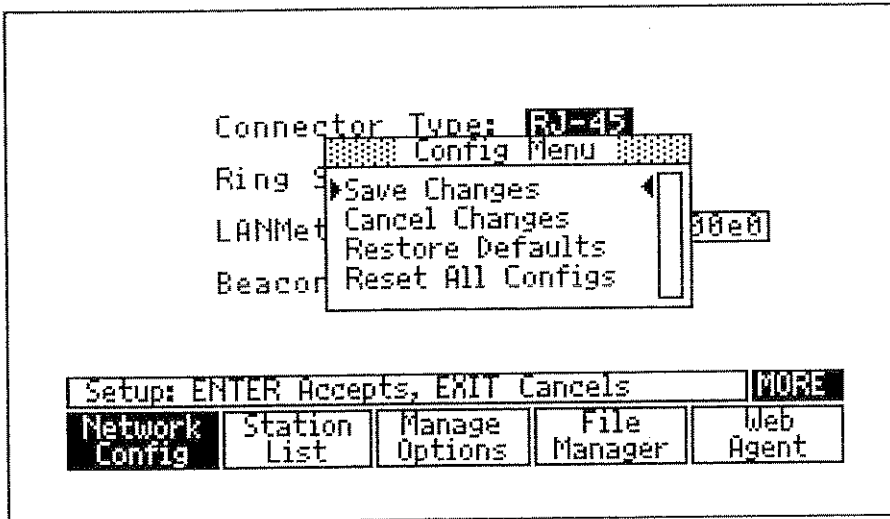 Connector Type: RJ-45
Config Menu
Ring S
Save Changes
LANMet
Cancel Changes
00e0
Restore Defaults
Beacon
Reset All Configs
Setup: ENTER Accepts, EXIT Cancels MORE
Network Config
Station List
Manage Options
File Manager
Web Agent